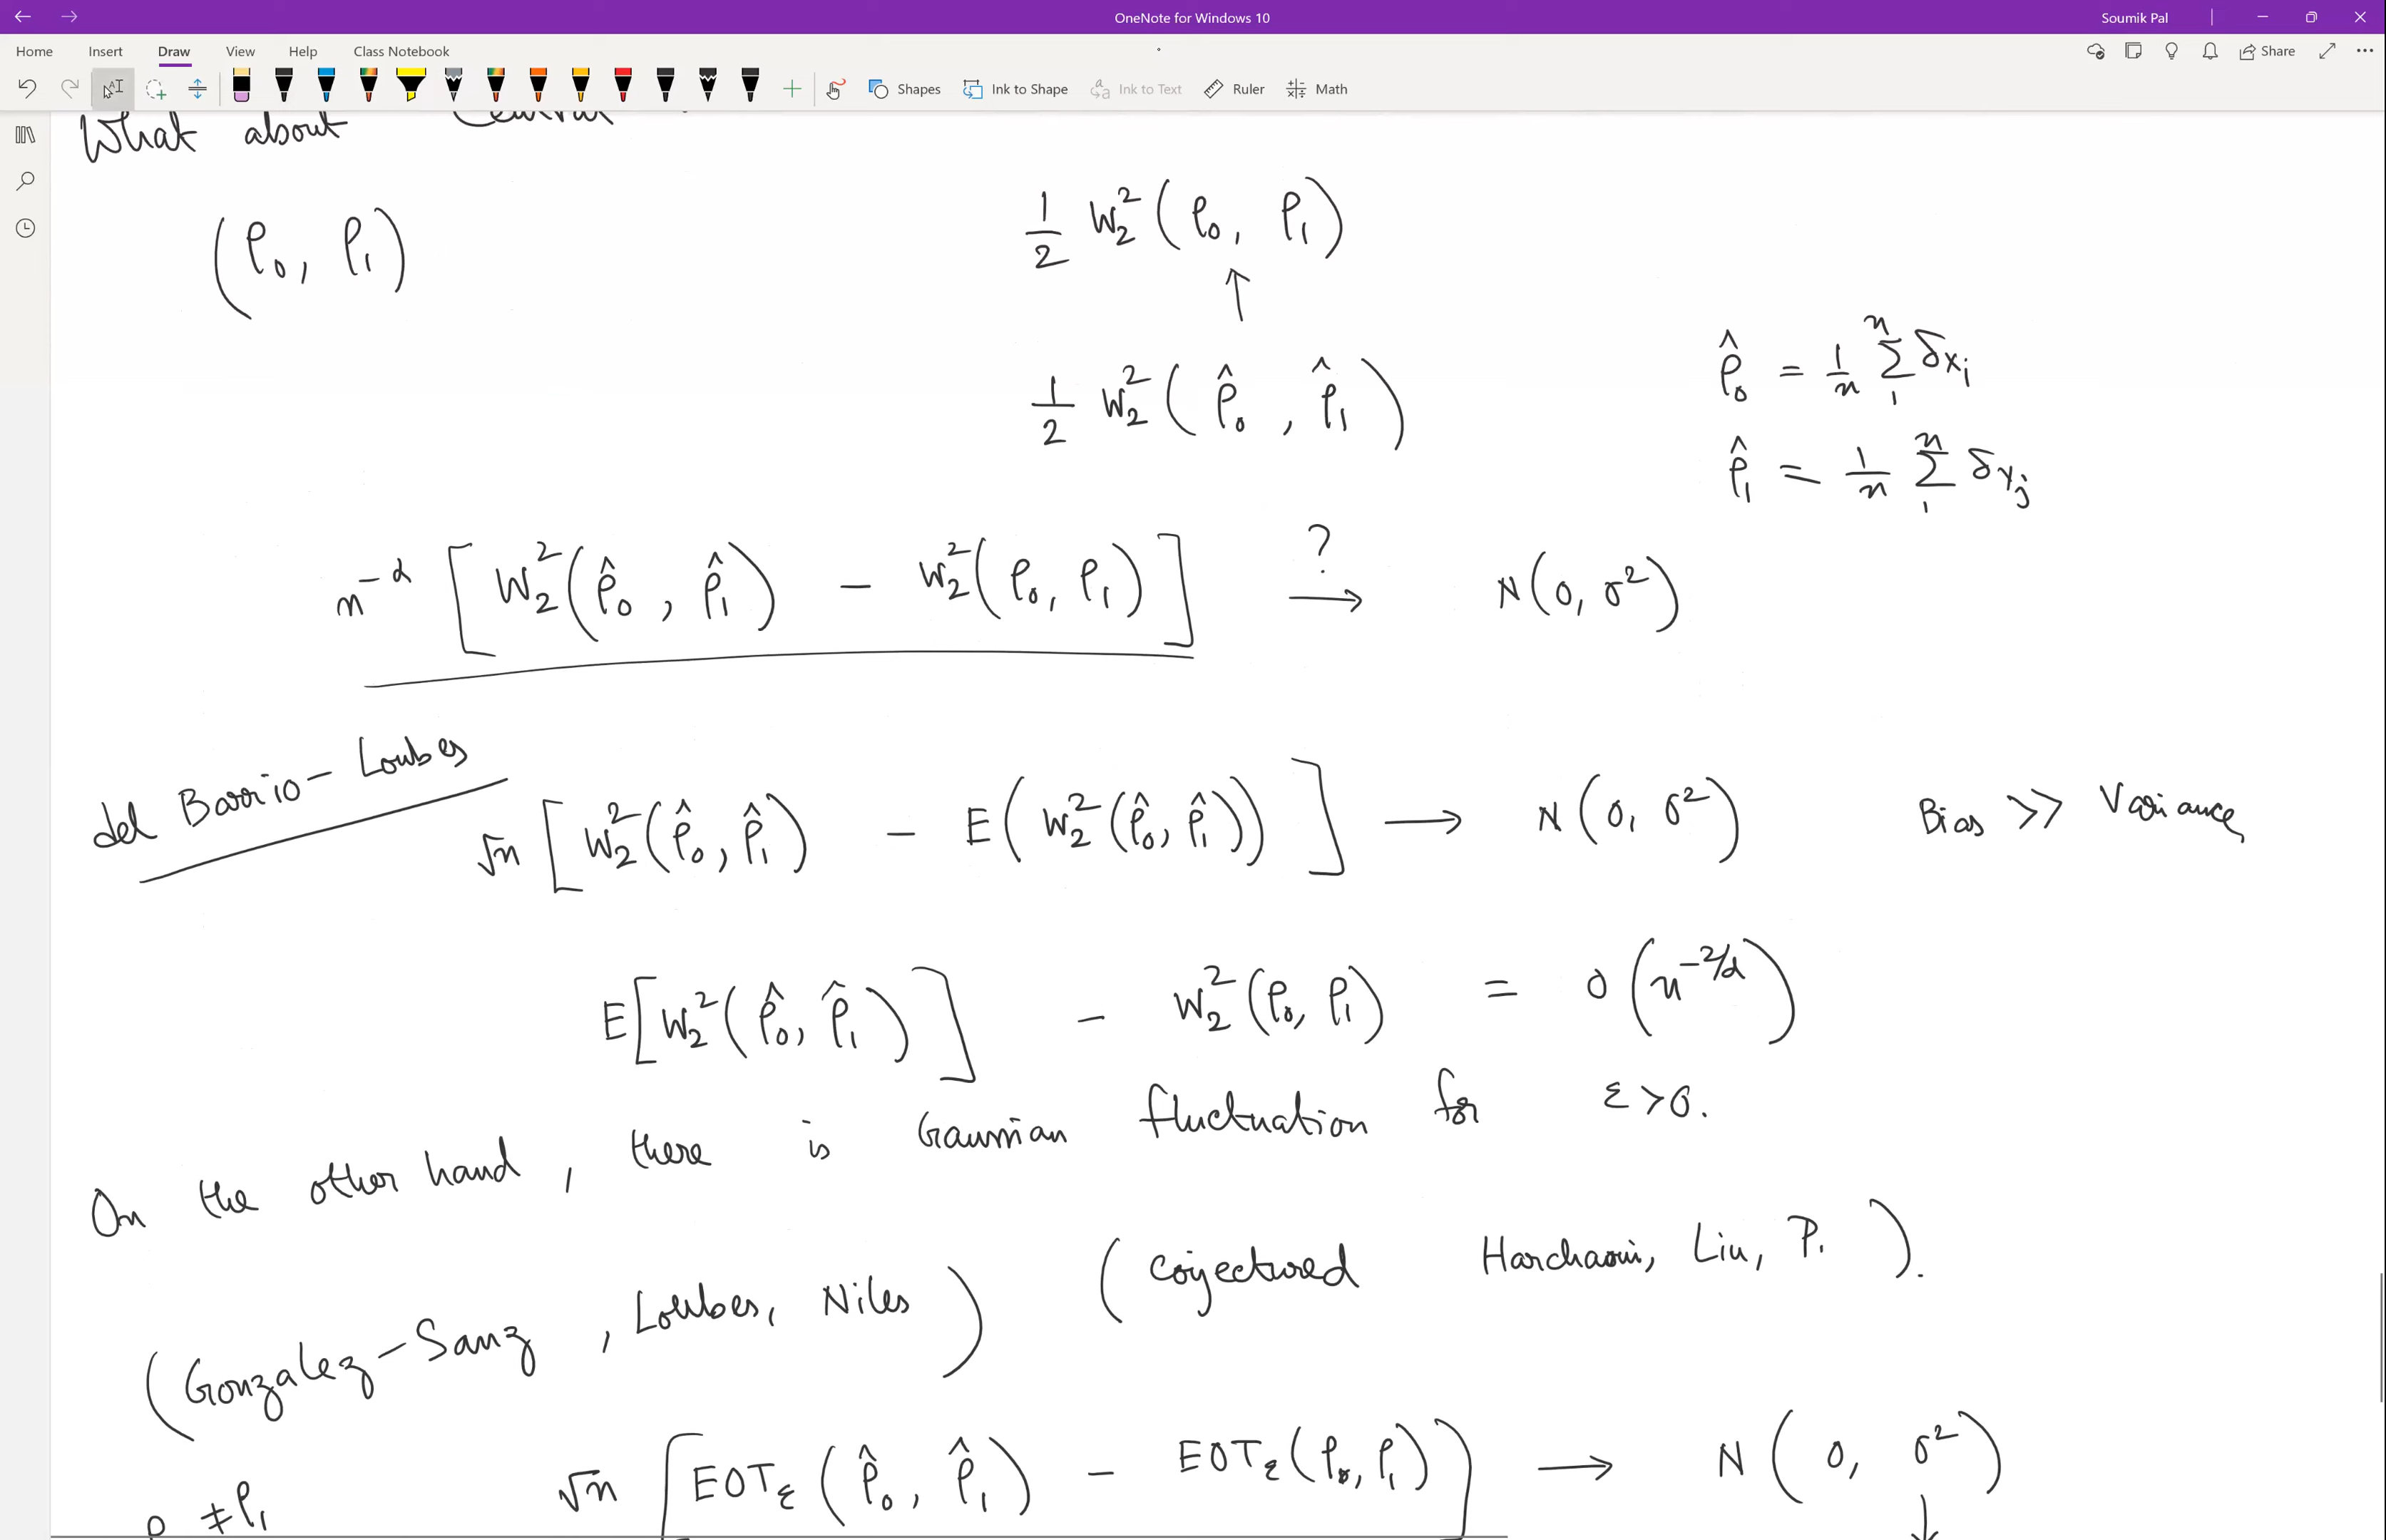 OneNote for Windows 10
Soumik Pal
Home Insert Draw View Help Class Notebook
Share
Shapes Ink to Shape Ink to Text Ruler Math
What about Central
(ρ₀, ρ₁)
1/2 W₂²(ρ₀, ρ₁)
↑
1/2 W₂²(ρ̂₀, ρ̂₁)
ρ̂₀ = 1/n Σ₁ⁿ δ_{X_i}
ρ̂₁ = 1/n Σ₁ⁿ δ_{Y_j}
n^{-α} [W₂²(ρ̂₀, ρ̂₁) − W₂²(ρ₀, ρ₁)] →? N(0, σ²)
del Barrio – Loubes
√n [W₂²(ρ̂₀, ρ̂₁) − E(W₂²(ρ̂₀, ρ̂₁))] → N(0, σ²) Bias >> Variance
E[W₂²(ρ̂₀, ρ̂₁)] − W₂²(ρ₀, ρ₁) = O(n^{-2/d})
On the other hand, there is Gaussian fluctuation for ε>0.
(Gonzalez–Sanz, Loubes, Niles) (Cojectured Harchaoui, Liu, P.).
√n [EOT_ε(ρ̂₀, ρ̂₁) − EOT_ε(ρ₀, ρ₁)] → N(0, σ²)
ρ ≠ ρ₁ ↓